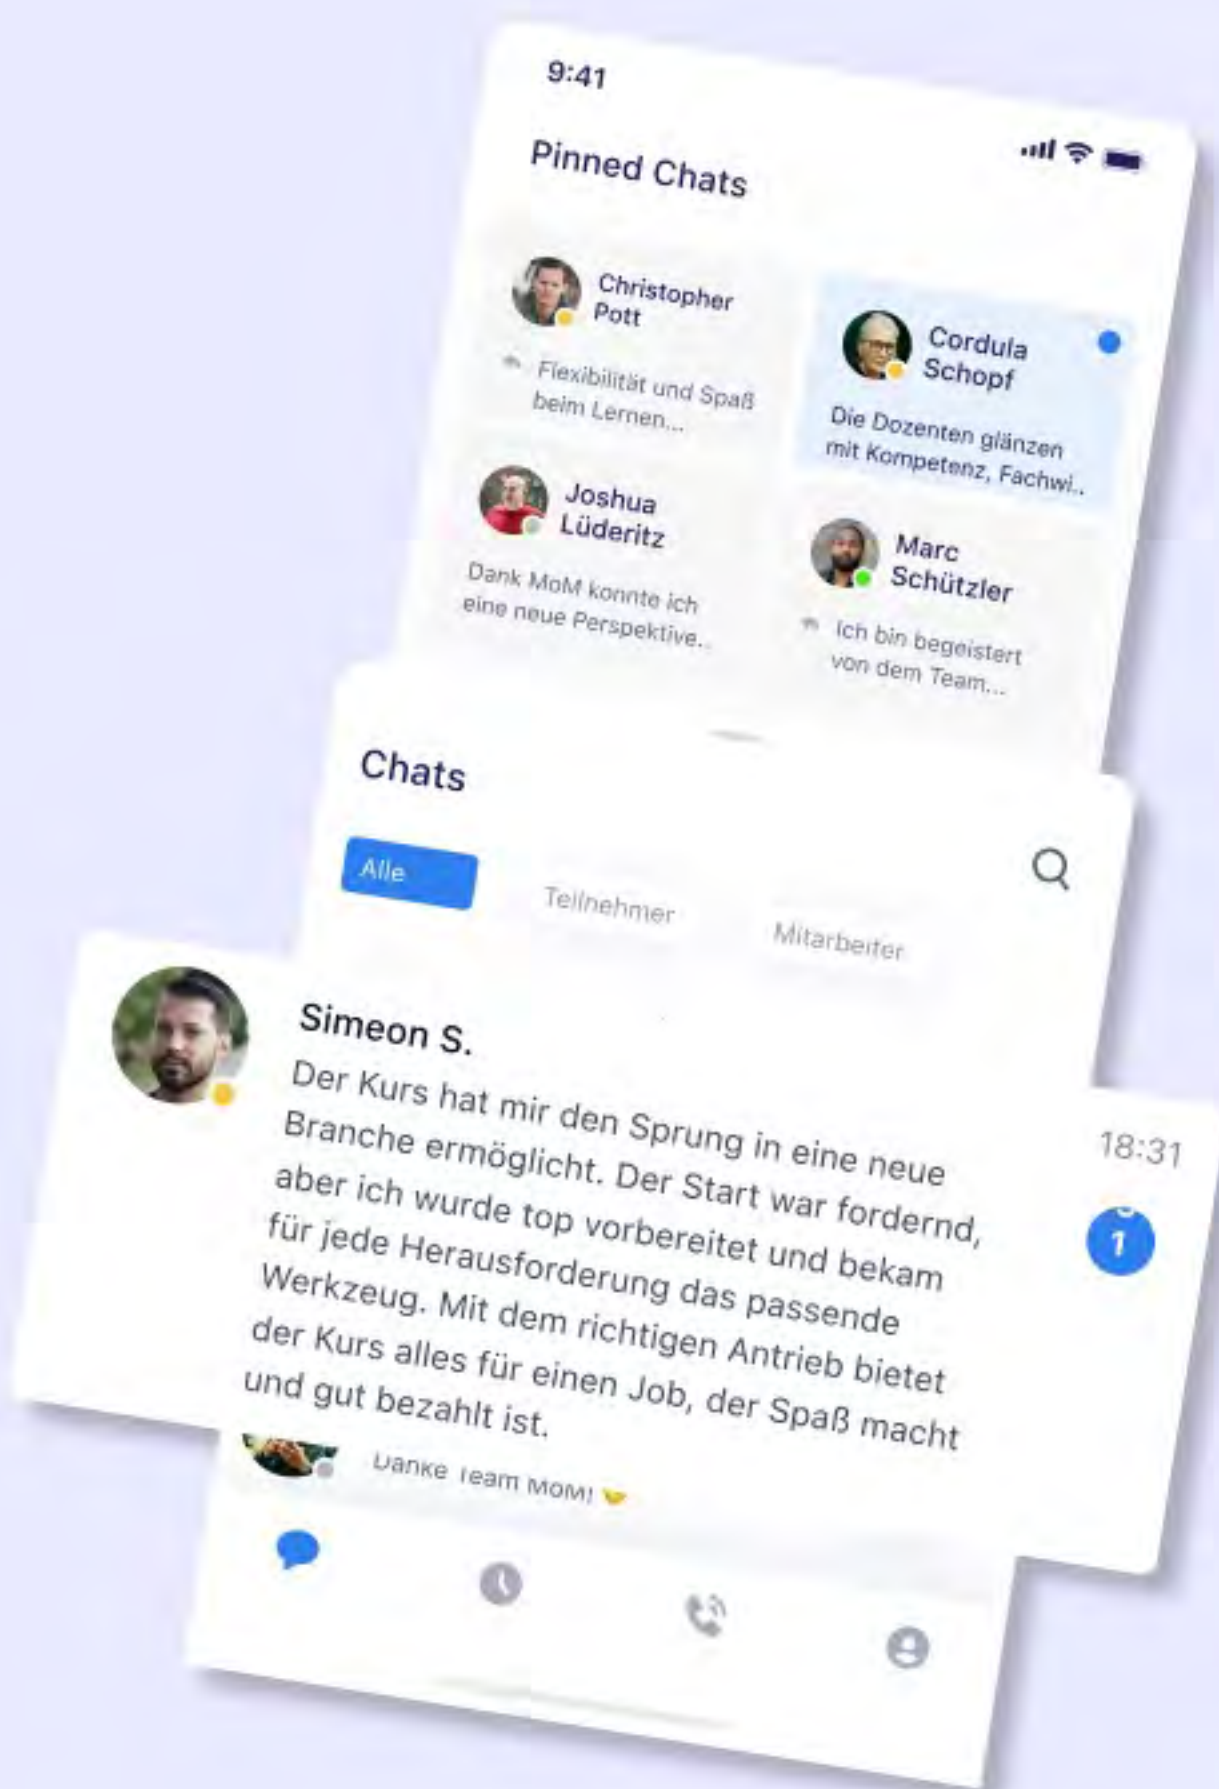 9:41
Pinned Chats
Christopher
Pott
Flexibilität und Spaß
beim Lernen...
Cordula
Schopf
Die Dozenten glänzen
mit Kompetenz, Fachwi..
Joshua
Lüderitz
Dank MoM konnte ich
eine neue Perspektive..
Marc
Schützler
Ich bin begeistert
von dem Team...
Chats
Alle
Teilnehmer
Mitarbeiter
Simeon S.
18:31
1
Der Kurs hat mir den Sprung in eine neue
Branche ermöglicht. Der Start war fordernd,
aber ich wurde top vorbereitet und bekam
für jede Herausforderung das passende
Werkzeug. Mit dem richtigen Antrieb bietet
der Kurs alles für einen Job, der Spaß macht
und gut bezahlt ist.
Danke Team MoM! 🤝